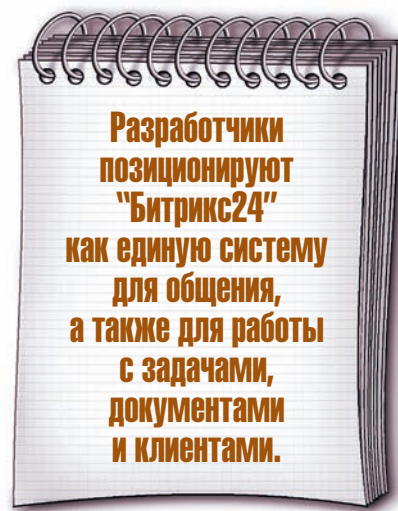 Разработчики
позиционируют
“Битрикс24”
как единую систему
для общения,
а также для работы
с задачами,
документами
и клиентами.